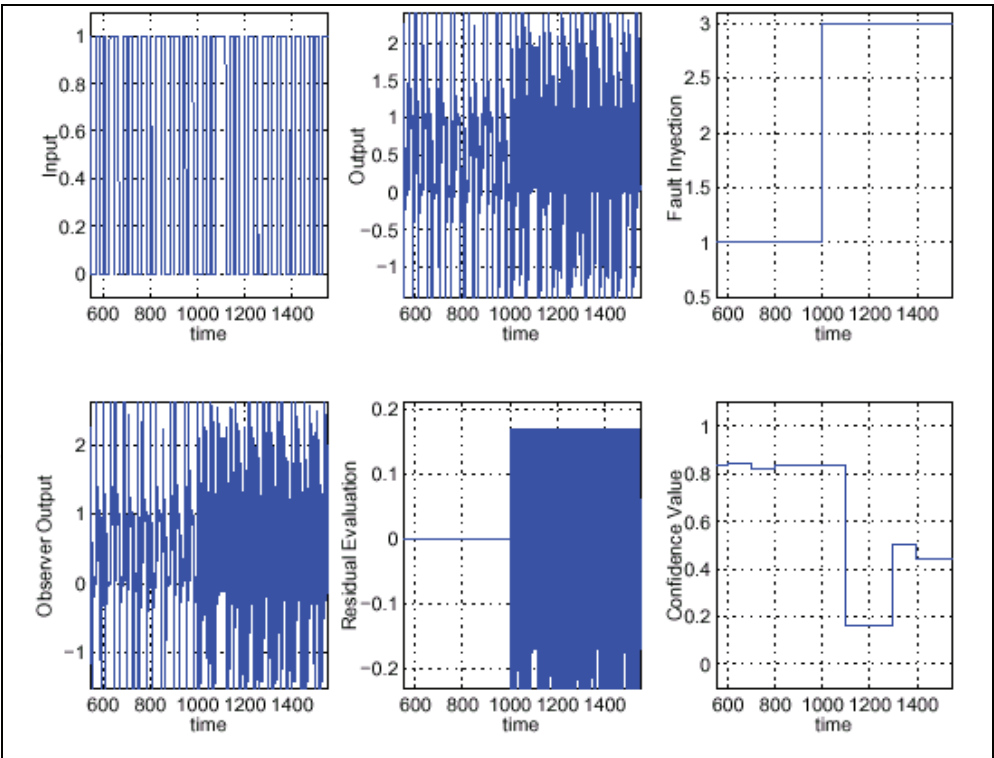 Input
1
0.8
0.6
0.4
0.2
0
600 800 1000 1200 1400
time
Output
2
1.5
1
0.5
0
−0.5
−1
600 800 1000 1200 1400
time
Fault Inyection
3
2.5
2
1.5
1
0.5
600 800 1000 1200 1400
time
Observer Output
2
1
0
−1
600 800 1000 1200 1400
time
Residual Evaluation
0.2
0.1
0
−0.1
−0.2
600 800 1000 1200 1400
time
Confidence Value
1
0.8
0.6
0.4
0.2
0
600 800 1000 1200 1400
time